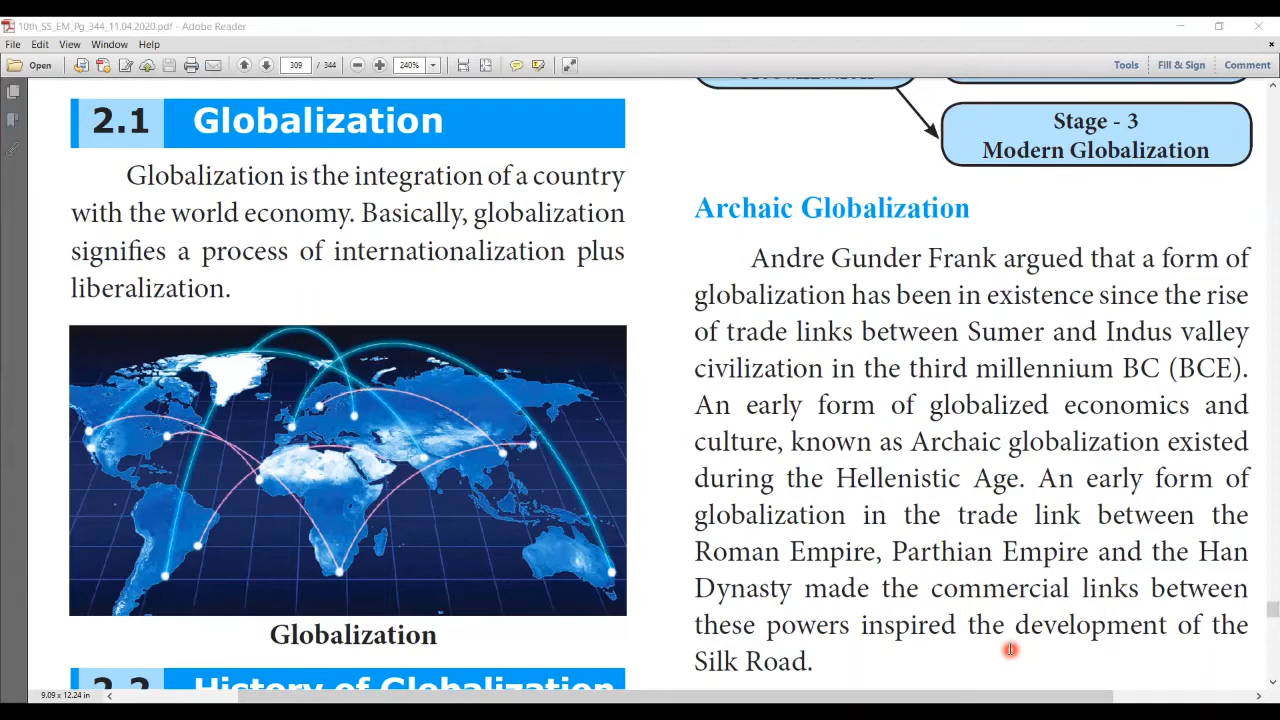 10th_SS_EM_Pg_344_11.04.2020.pdf - Adobe Reader
File Edit View Window Help
Open 309 / 344 240% Tools Fill & Sign Comment
2.1 Globalization
Globalization is the integration of a country
with the world economy. Basically, globalization
signifies a process of internationalization plus
liberalization.
Globalization
2.2 History of Globalization
Stage - 3
Modern Globalization
Archaic Globalization
Andre Gunder Frank argued that a form of
globalization has been in existence since the rise
of trade links between Sumer and Indus valley
civilization in the third millennium BC (BCE).
An early form of globalized economics and
culture, known as Archaic globalization existed
during the Hellenistic Age. An early form of
globalization in the trade link between the
Roman Empire, Parthian Empire and the Han
Dynasty made the commercial links between
these powers inspired the development of the
Silk Road.
9.09 x 12.24 in